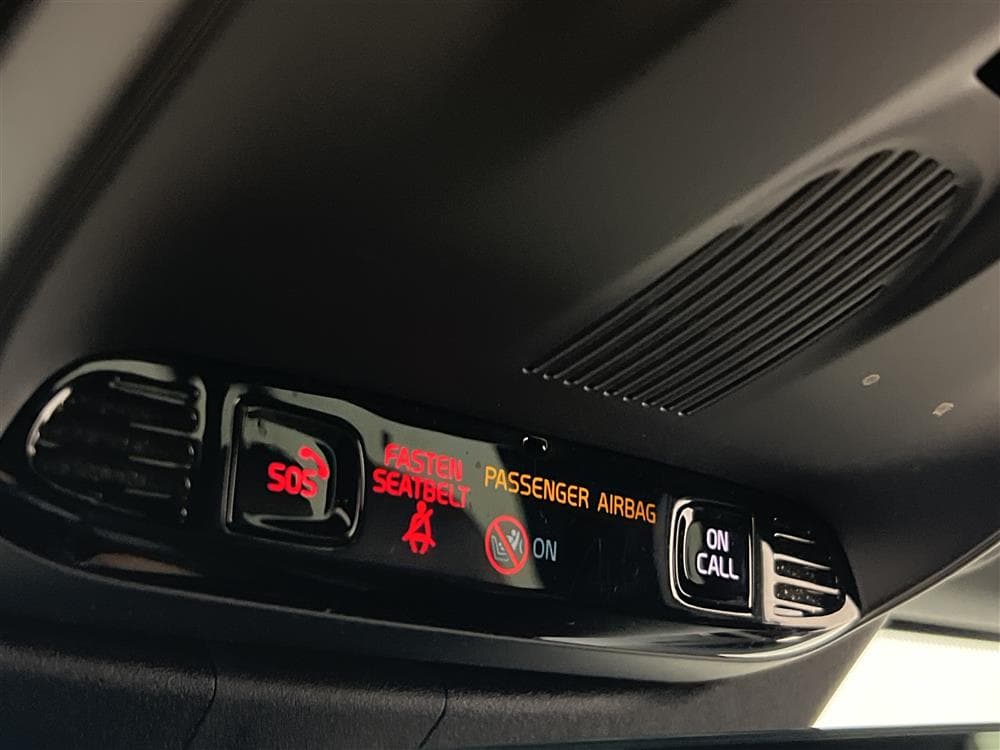 SOS
FASTEN
SEATBELT
PASSENGER AIRBAG
ON
ON
CALL